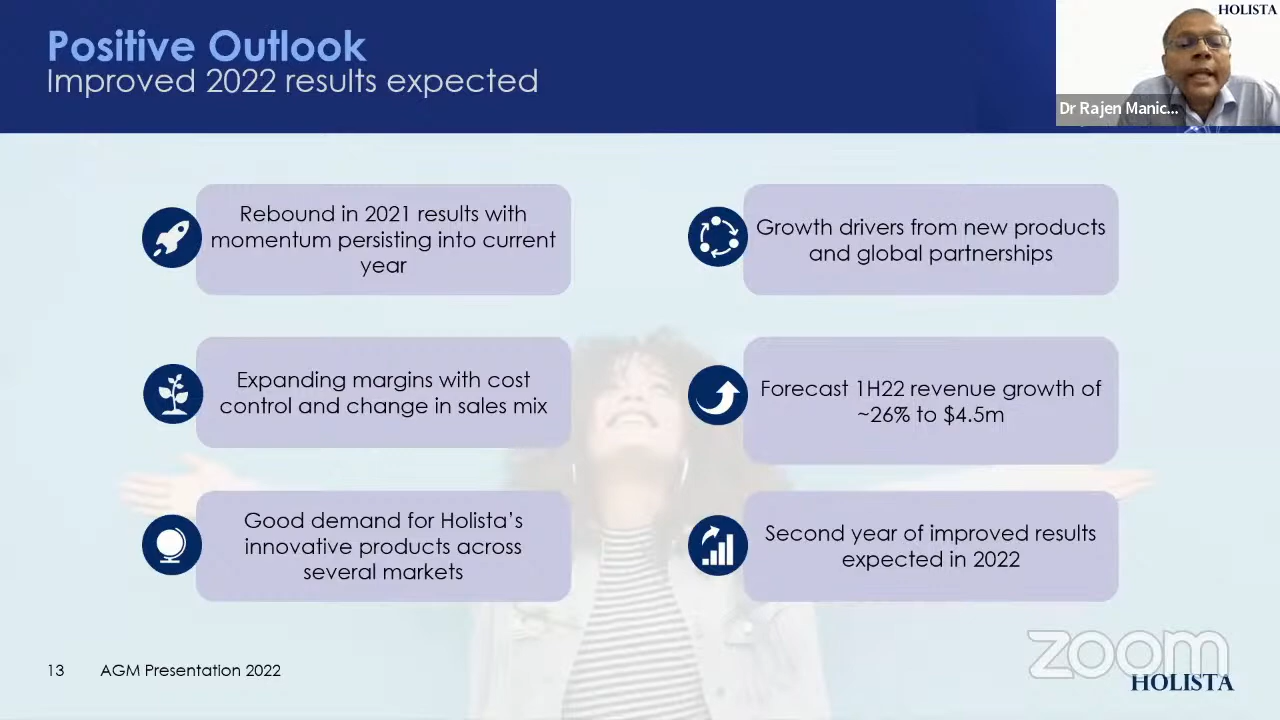 Positive Outlook
Improved 2022 results expected
HOLISTA
Dr Rajen Manic...
Rebound in 2021 results with
momentum persisting into current
year
Growth drivers from new products
and global partnerships
Expanding margins with cost
control and change in sales mix
Forecast 1H22 revenue growth of
~26% to $4.5m
Good demand for Holista’s
innovative products across
several markets
Second year of improved results
expected in 2022
13 AGM Presentation 2022
zoom
HOLISTA